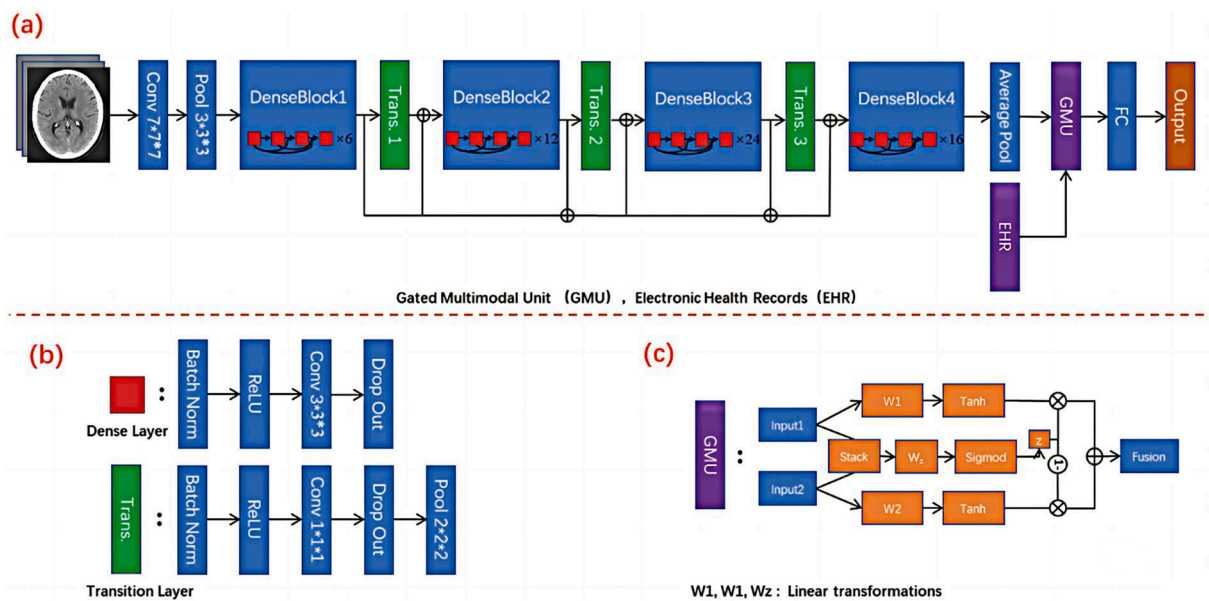 (a)
Conv 7*7*7
Pool 3*3*3
DenseBlock1
×6
Trans. 1
DenseBlock2
×12
Trans. 2
DenseBlock3
×24
Trans. 3
DenseBlock4
×16
Average Pool
GMU
FC
Output
EHR
Gated Multimodal Unit （GMU）, Electronic Health Records（EHR）
(b)
Batch Norm
ReLU
Conv 3*3*3
Drop Out
:
Dense Layer
Trans.
:
Batch Norm
ReLU
Conv 1*1*1
Drop Out
Pool 2*2*2
Transition Layer
(c)
GMU
:
Input1
Input2
W1
Tanh
Stack
Wz
Sigmod
z
1-
W2
Tanh
Fusion
W1, W1, Wz : Linear transformations